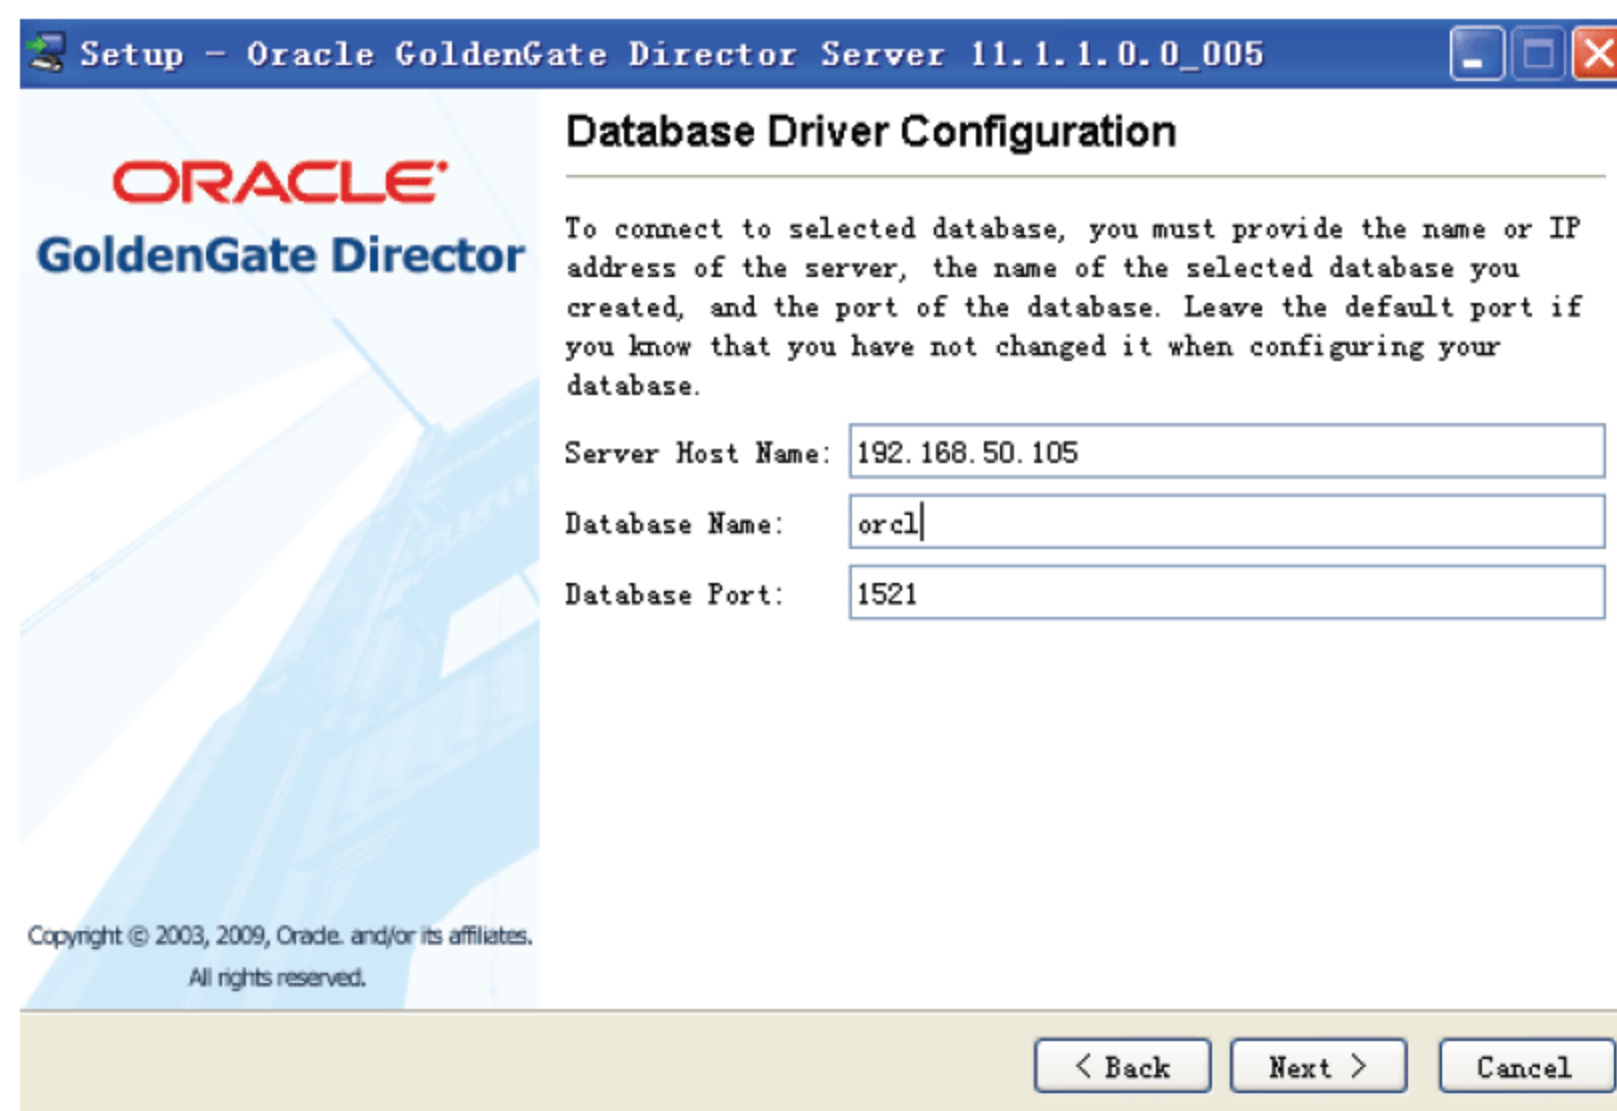 Setup - Oracle GoldenGate Director Server 11.1.1.0.0_005
ORACLE
GoldenGate Director
Database Driver Configuration
To connect to selected database, you must provide the name or IP
address of the server, the name of the selected database you
created, and the port of the database. Leave the default port if
you know that you have not changed it when configuring your
database.
Server Host Name: 192.168.50.105
Database Name: orcl
Database Port: 1521
Copyright © 2003, 2009, Oracle. and/or its affiliates.
All rights reserved.
< Back Next > Cancel